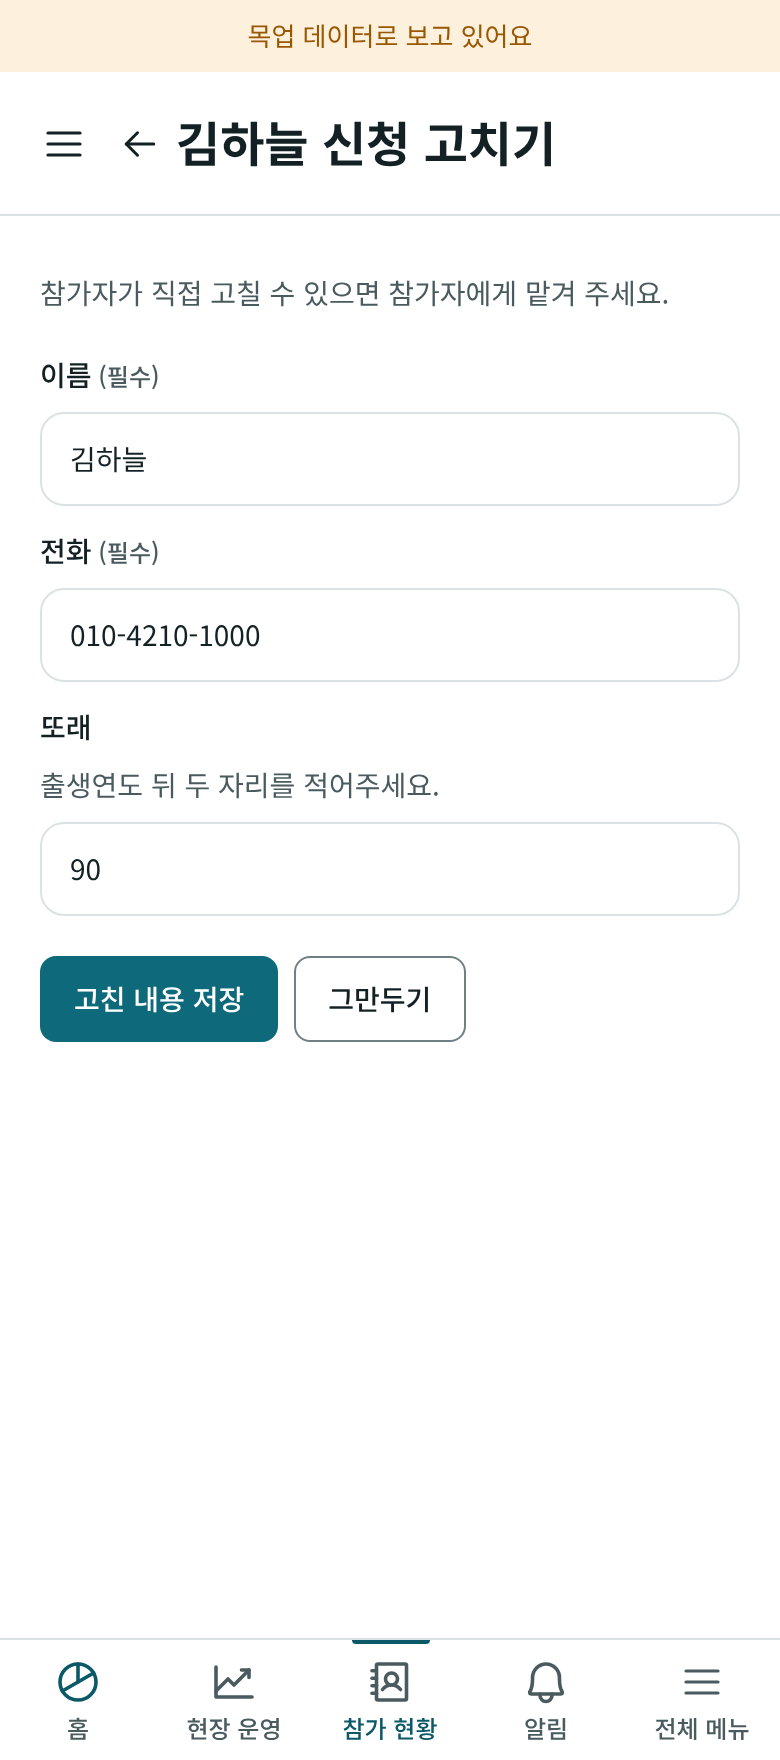 목업 데이터로 보고 있어요
김하늘 신청 고치기
참가자가 직접 고칠 수 있으면 참가자에게 맡겨 주세요.
이름 (필수)
김하늘
전화 (필수)
010-4210-1000
또래
출생연도 뒤 두 자리를 적어주세요.
90
고친 내용 저장
그만두기
홈
현장 운영
참가 현황
알림
전체 메뉴